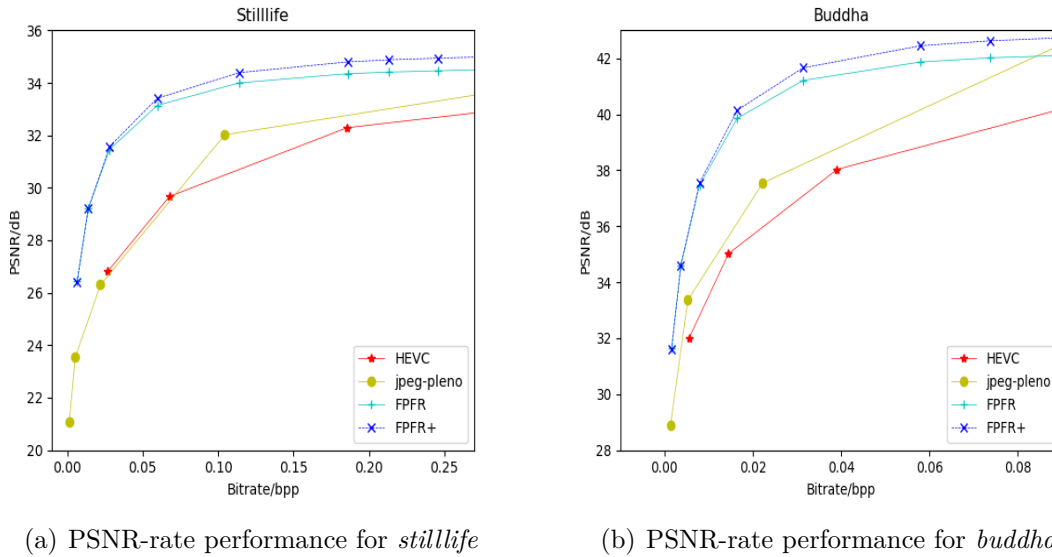 Stilllife
36
34
32
30
28
26
24
22
20
PSNR/dB
0.00 0.05 0.10 0.15 0.20 0.25
Bitrate/bpp
HEVC
jpeg-pleno
FPFR
FPFR+
(a) PSNR-rate performance for stilllife
Buddha
42
40
38
36
34
32
30
28
PSNR/dB
0.00 0.02 0.04 0.06 0.08
Bitrate/bpp
HEVC
jpeg-pleno
FPFR
FPFR+
(b) PSNR-rate performance for buddha